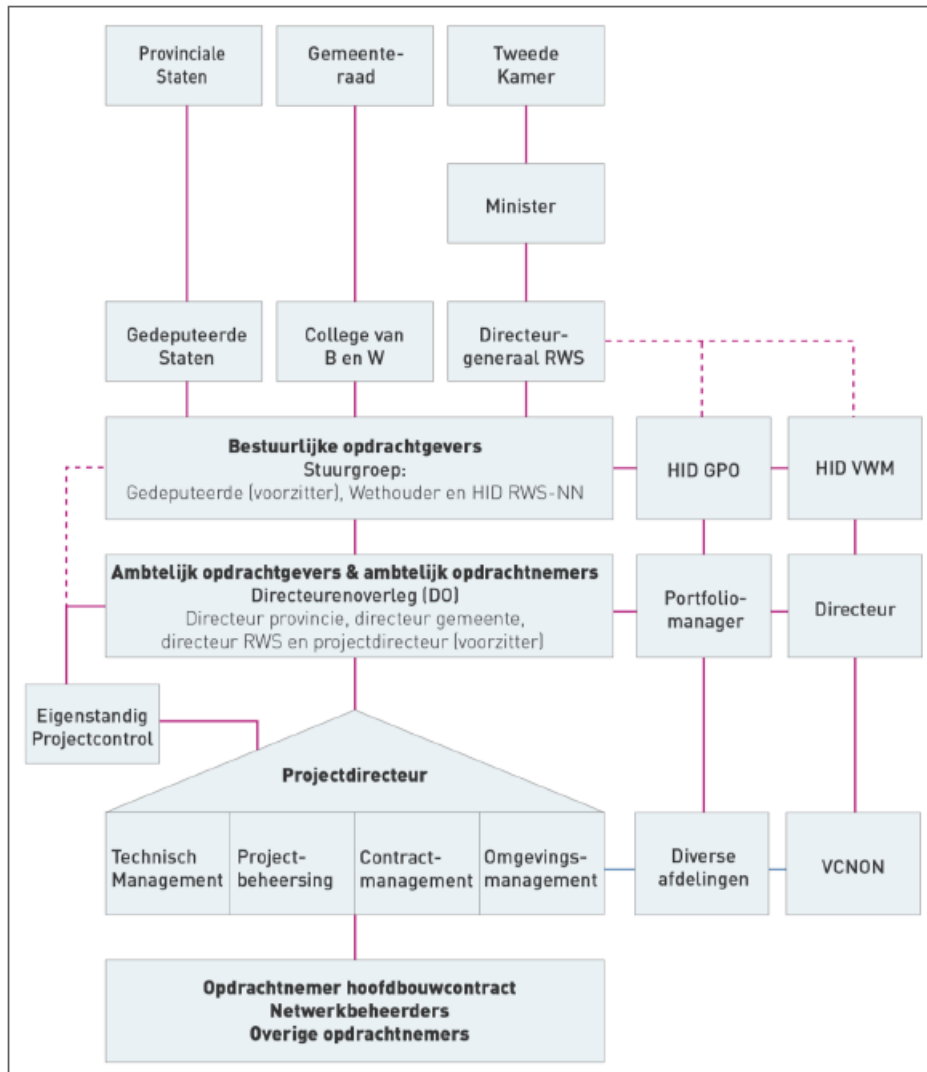 Provinciale
Staten
Gemeente-
raad
Tweede
Kamer
Minister
Gedeputeerde
Staten
College van
B en W
Directeur-
generaal RWS
Bestuurlijke opdrachtgevers
Stuurgroep:
Gedeputeerde (voorzitter), Wethouder en HID RWS-NN
HID GPO
HID VWM
Ambtelijk opdrachtgevers & ambtelijk opdrachtnemers
Directeurenoverleg (DO)
Directeur provincie, directeur gemeente,
directeur RWS en projectdirecteur (voorzitter)
Portfolio-
manager
Directeur
Eigenstandig
Projectcontrol
Projectdirecteur
Technisch
Management
Project-
beheersing
Contract-
management
Omgevings-
management
Diverse
afdelingen
VCNON
Opdrachtnemer hoofdbouwcontract
Netwerkbeheerders
Overige opdrachtnemers